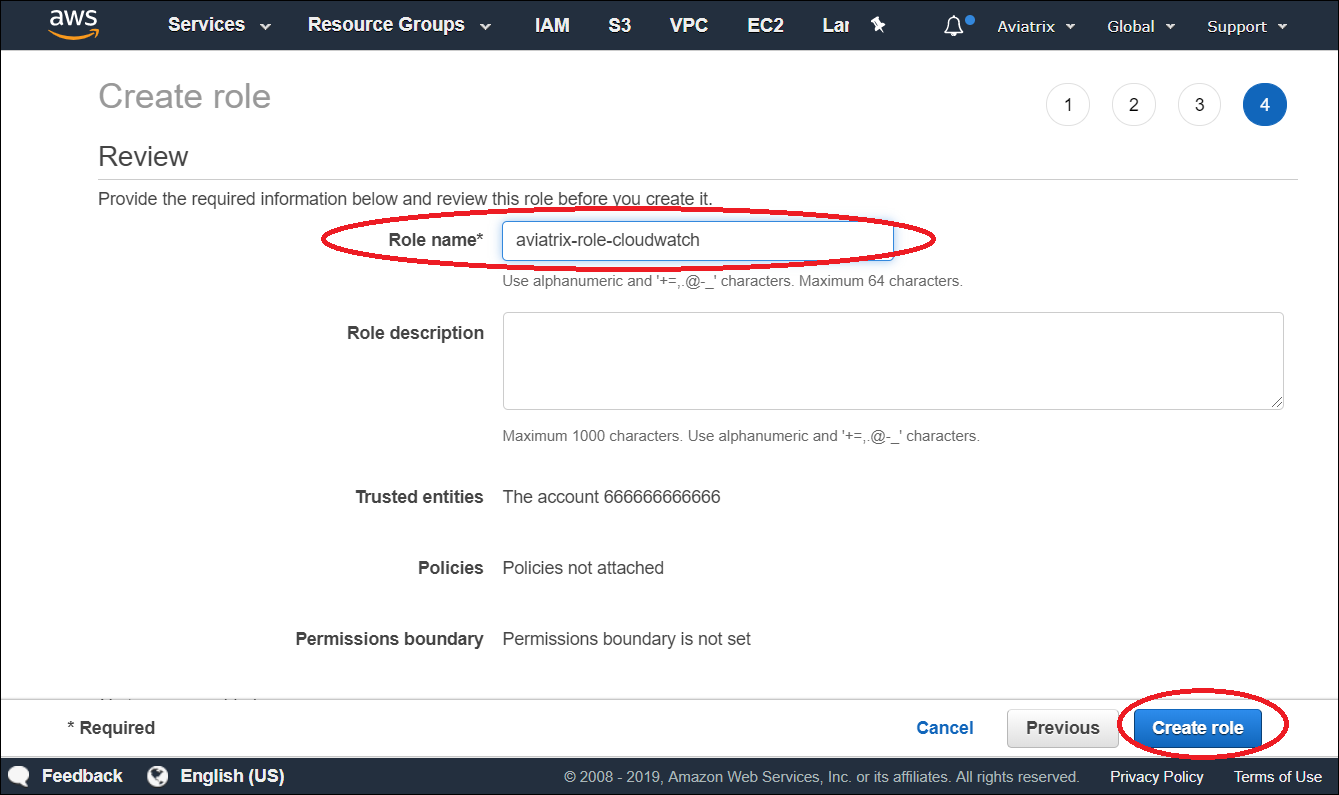 aws Services Resource Groups IAM S3 VPC EC2 Lar Aviatrix Global Support
Create role
1 2 3 4
Review
Provide the required information below and review this role before you create it.
Role name* aviatrix-role-cloudwatch
Use alphanumeric and '+=,.@-_' characters. Maximum 64 characters.
Role description
Maximum 1000 characters. Use alphanumeric and '+=,.@-_' characters.
Trusted entities The account 666666666666
Policies Policies not attached
Permissions boundary Permissions boundary is not set
* Required Cancel Previous Create role
Feedback English (US) © 2008 - 2019, Amazon Web Services, Inc. or its affiliates. All rights reserved. Privacy Policy Terms of Use